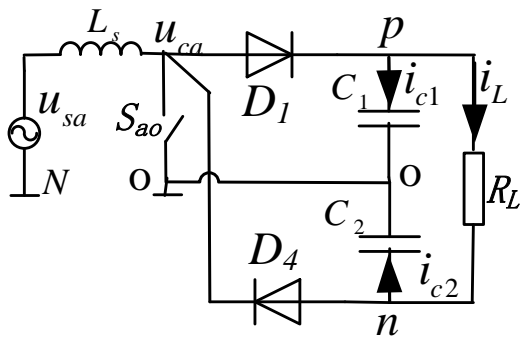 L_s
u_ca
p
D_1
C_1
i_c1
i_L
u_sa
S_ao
N
O
O
R_L
C_2
D_4
i_c2
n